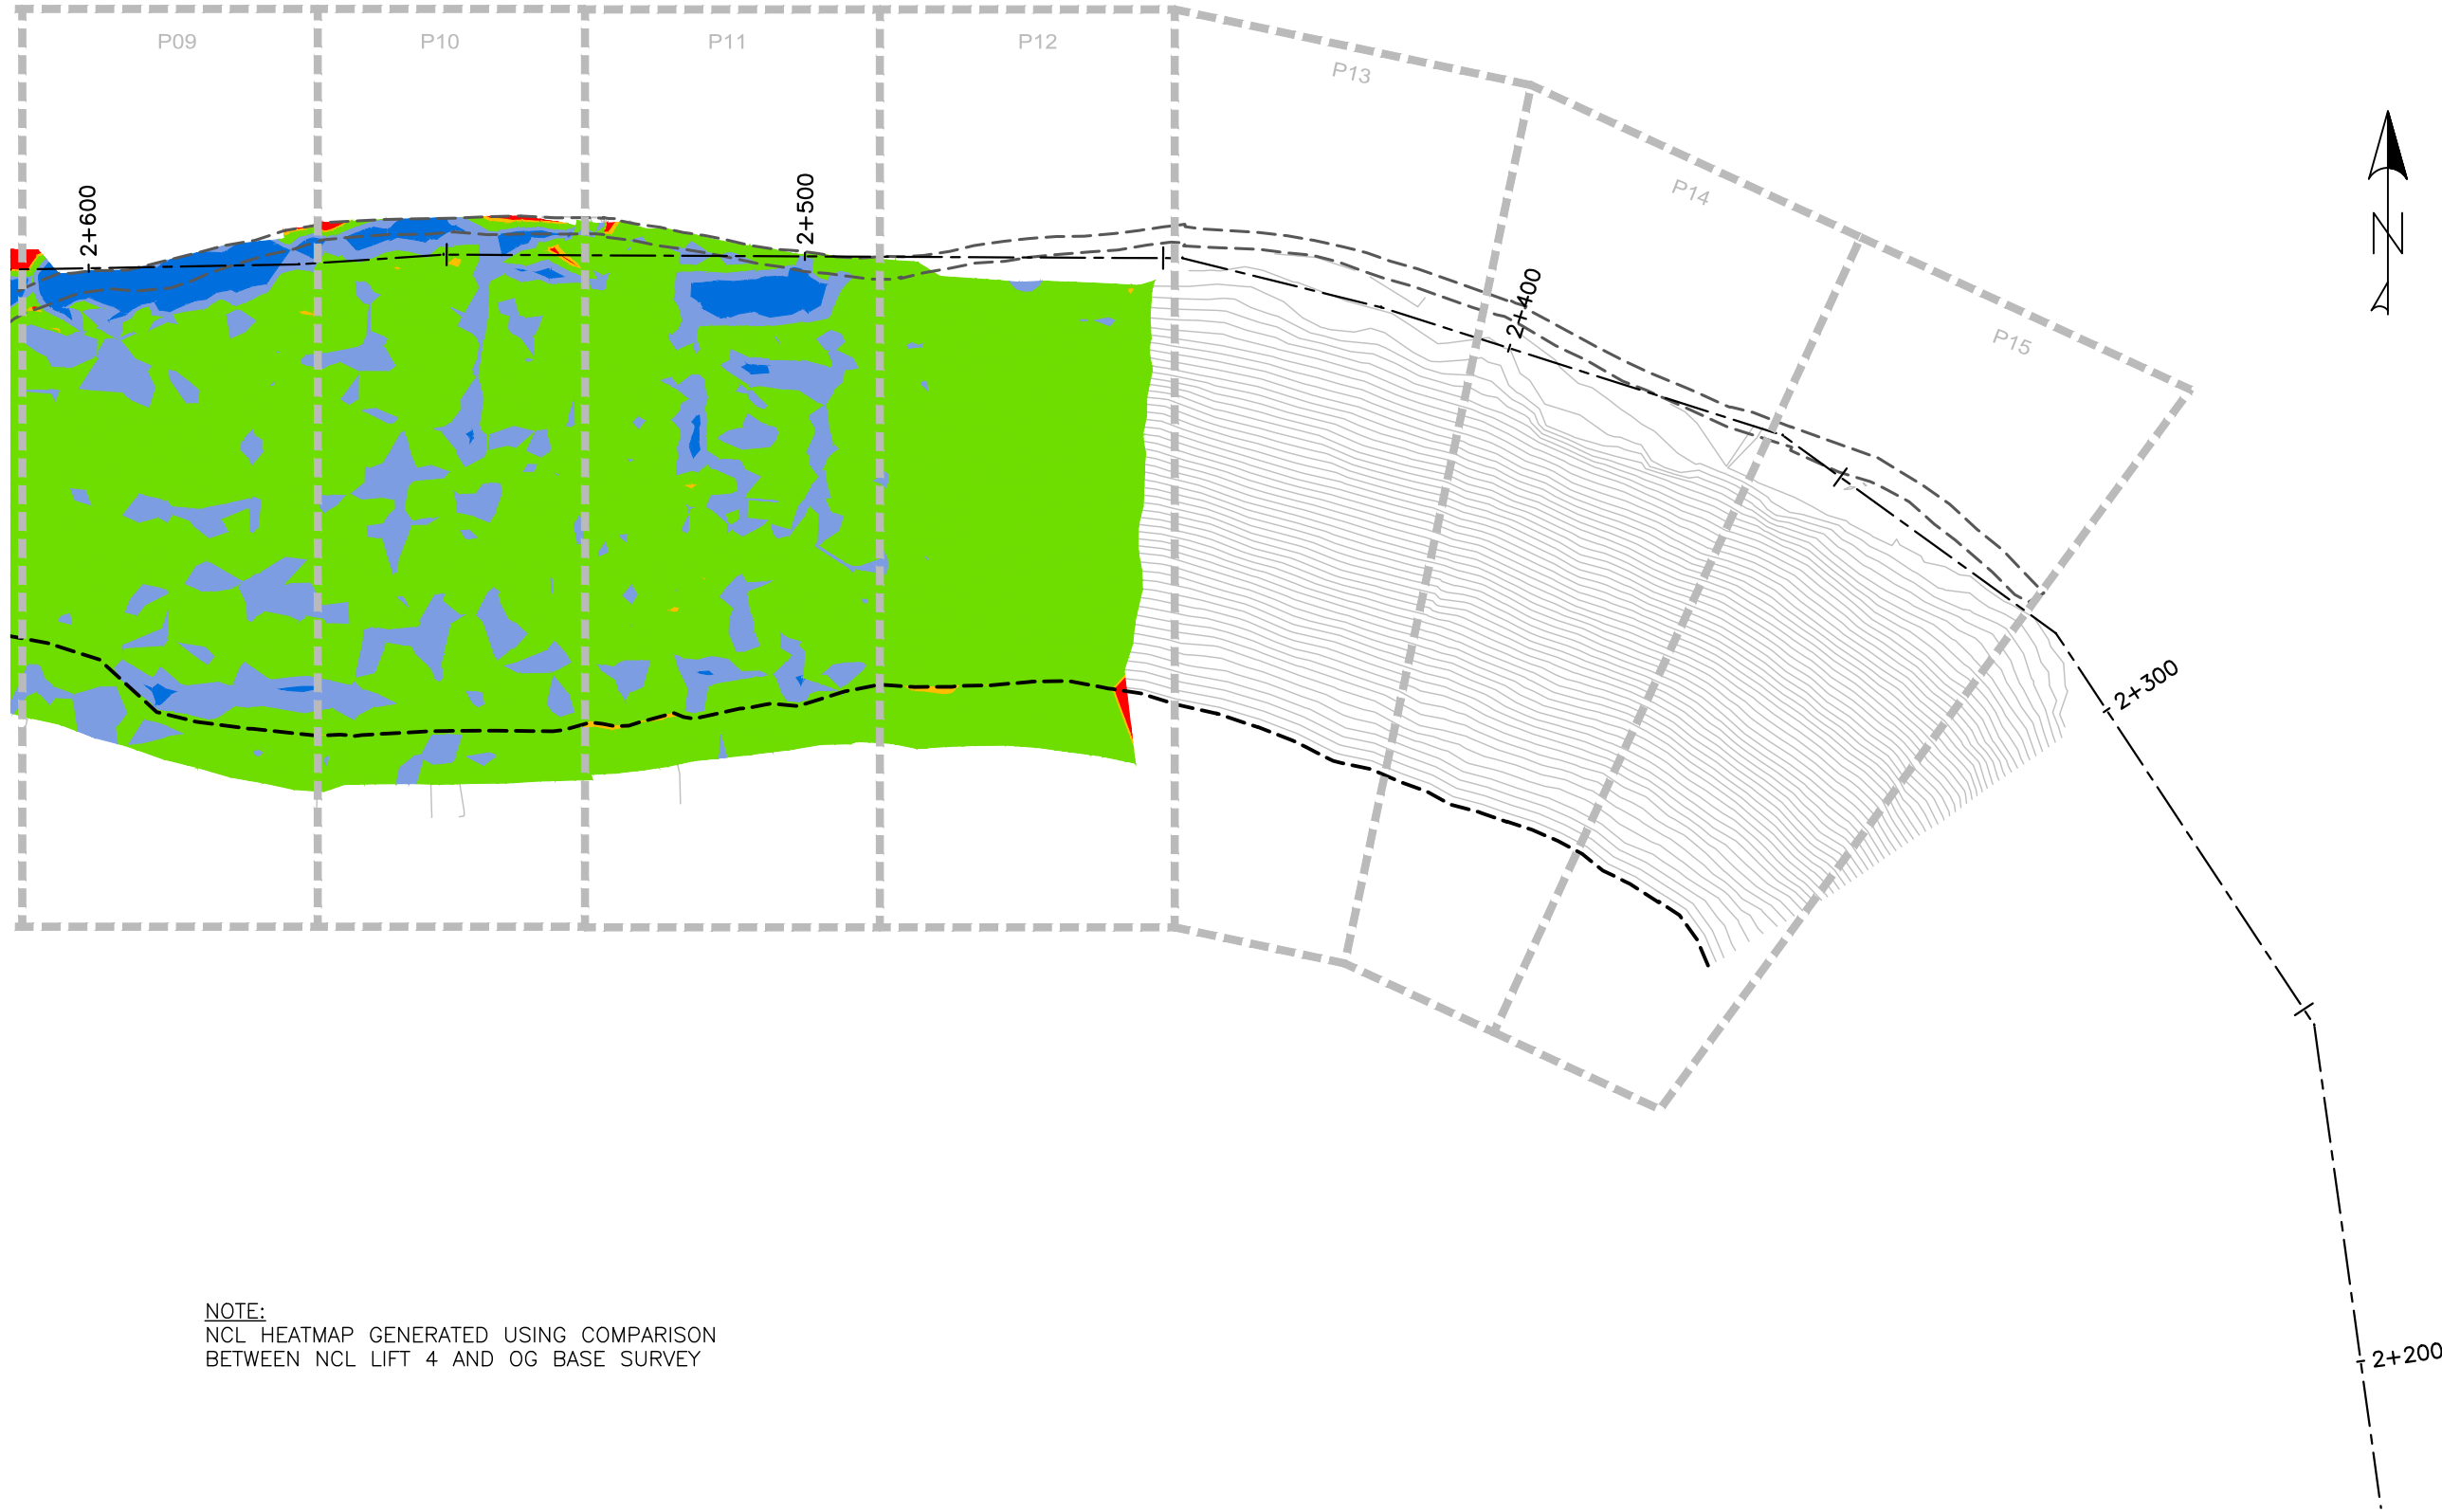 P09
P10
P11
P12
P13
P14
P15
2+600
2+500
2+400
2+300
2+200
N
NOTE:
NCL HEATMAP GENERATED USING COMPARISON
BETWEEN NCL LIFT 4 AND OG BASE SURVEY